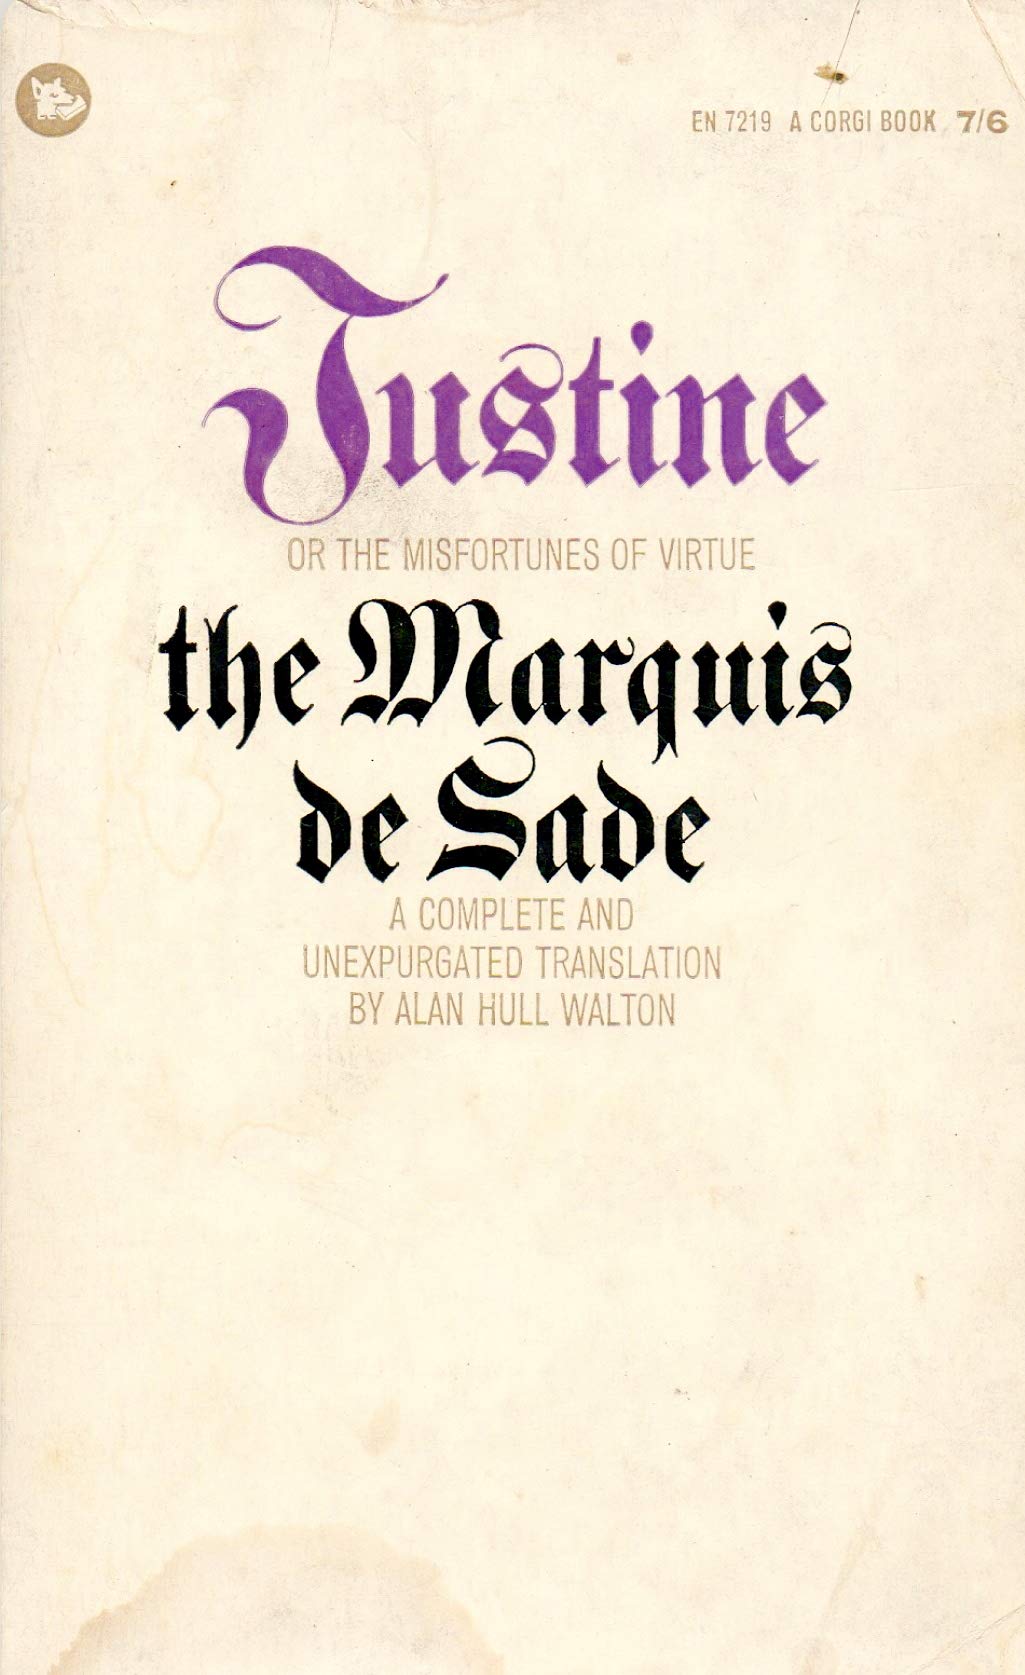 EN 7219 A CORGI BOOK 7/6
Justine
OR THE MISFORTUNES OF VIRTUE
the Marquis
de Sade
A COMPLETE AND
UNEXPURGATED TRANSLATION
BY ALAN HULL WALTON